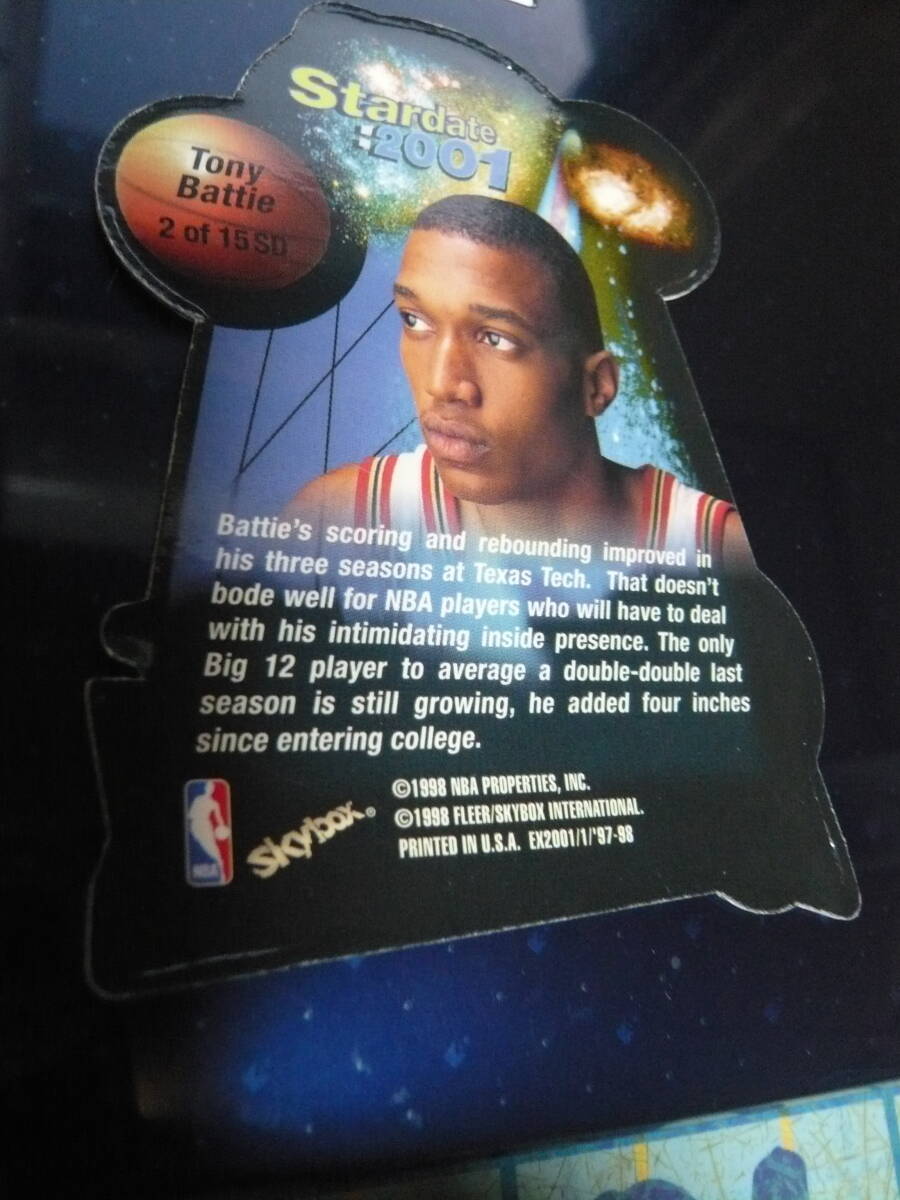 Stardate
:2001
Tony
Battie
2 of 15 SD
Battie's scoring and rebounding improved in
his three seasons at Texas Tech. That doesn't
bode well for NBA players who will have to deal
with his intimidating inside presence. The only
Big 12 player to average a double-double last
season is still growing, he added four inches
since entering college.
NBA
Skybox®
©1998 NBA PROPERTIES, INC.
©1998 FLEER/SKYBOX INTERNATIONAL.
PRINTED IN U.S.A. EX2001/1/'97-98